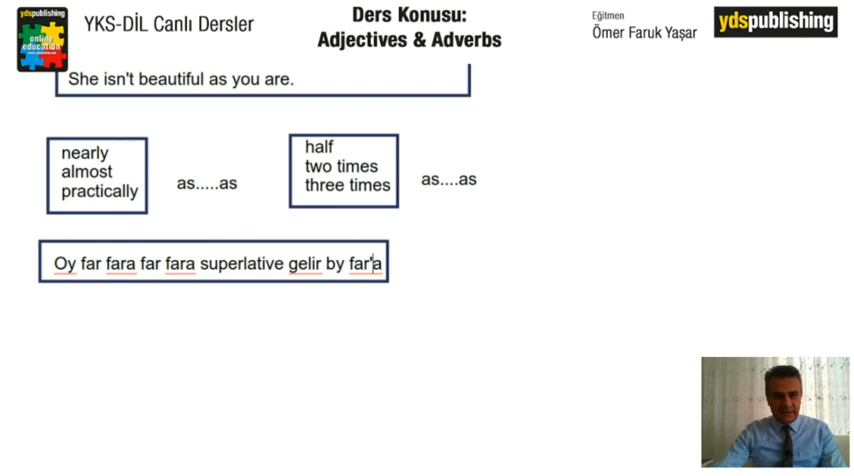 ydspublishing
online
education
YKS-DİL Canlı Dersler
Ders Konusu:
Adjectives & Adverbs
Eğitmen
Ömer Faruk Yaşar
ydspublishing
She isn't beautiful as you are.
nearly
almost
practically
as.....as
half
two times
three times
as....as
Oy far fara far fara superlative gelir by far'a